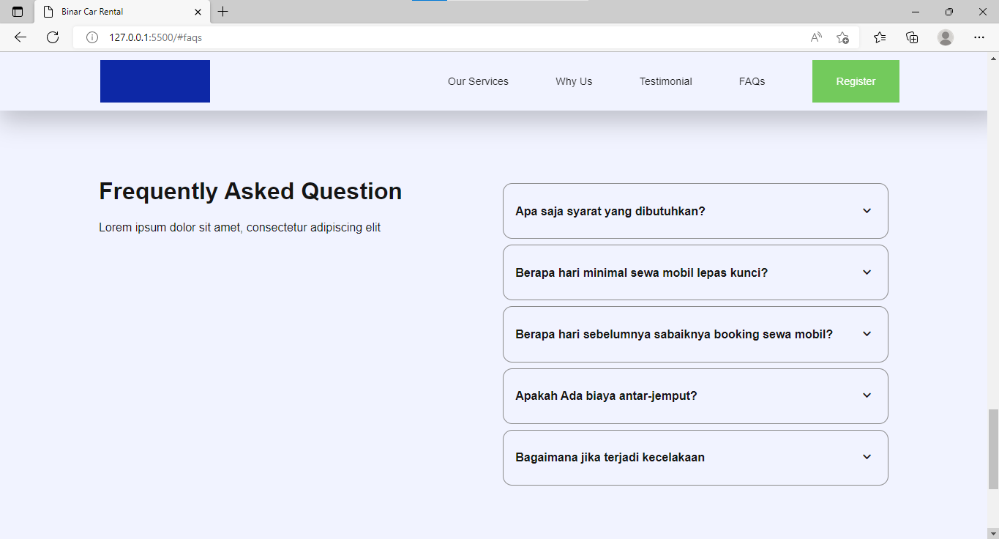 Binar Car Rental
127.0.0.1:5500/#faqs
Our Services Why Us Testimonial FAQs Register
Frequently Asked Question
Lorem ipsum dolor sit amet, consectetur adipiscing elit
Apa saja syarat yang dibutuhkan?
Berapa hari minimal sewa mobil lepas kunci?
Berapa hari sebelumnya sabaiknya booking sewa mobil?
Apakah Ada biaya antar-jemput?
Bagaimana jika terjadi kecelakaan